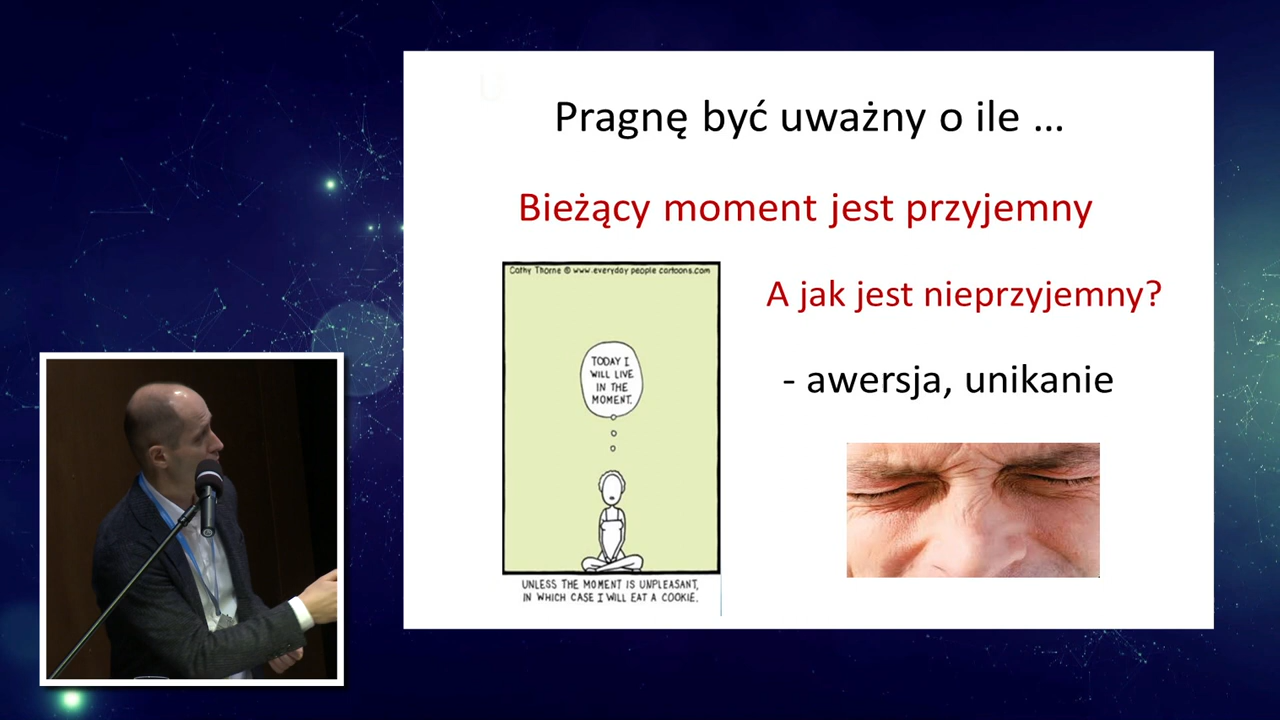 Pragnę być uważny o ile ...
Bieżący moment jest przyjemny
Cathy Thorne © www.everyday people cartoons.com
A jak jest nieprzyjemny?
TODAY I
WILL LIVE
IN THE
MOMENT.
- awersja, unikanie
UNLESS THE MOMENT IS UNPLEASANT,
IN WHICH CASE I WILL EAT A COOKIE.